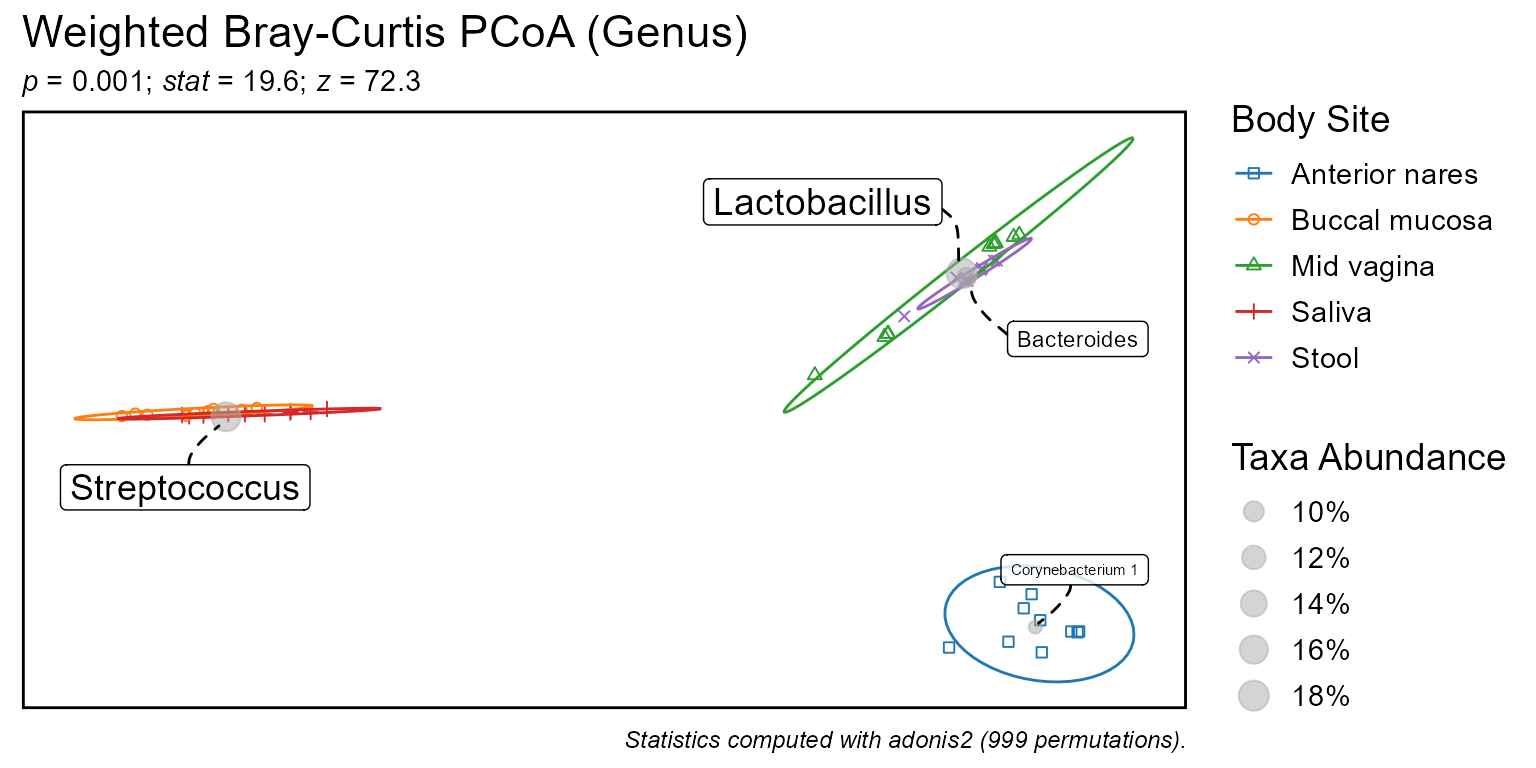 Weighted Bray-Curtis PCoA (Genus)
p = 0.001; stat = 19.6; z = 72.3
Lactobacillus
Bacteroides
Streptococcus
Corynebacterium 1
Body Site
Anterior nares
Buccal mucosa
Mid vagina
Saliva
Stool
Taxa Abundance
10%
12%
14%
16%
18%
Statistics computed with adonis2 (999 permutations).